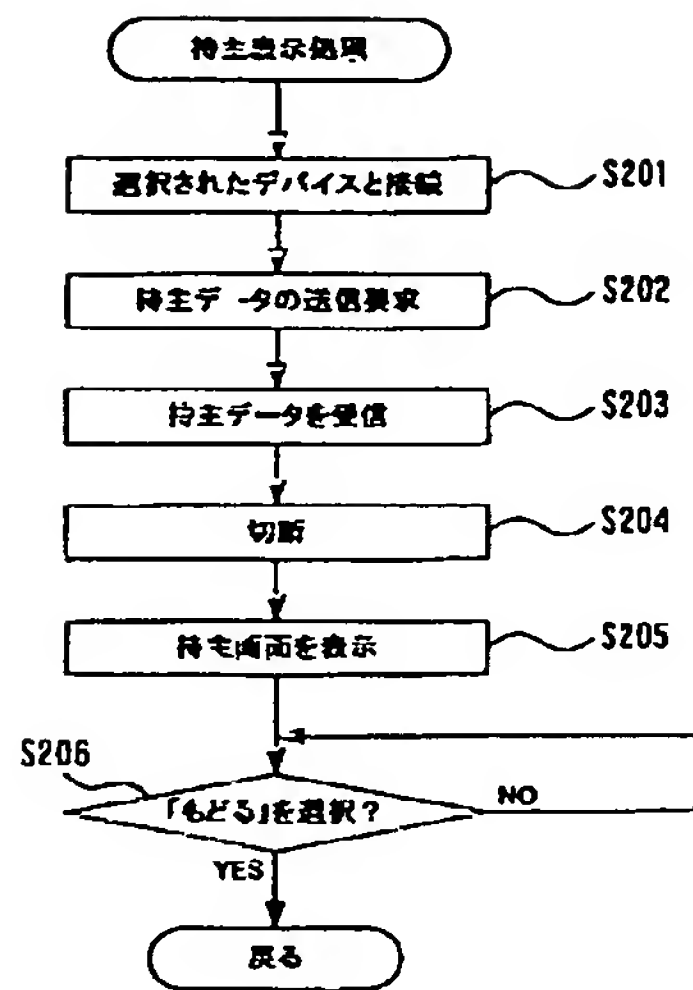 持主表示処理
選択されたデバイスと接続
S201
持主データの送信要求
S202
持主データを受信
S203
切断
S204
持主画面を表示
S205
S206
「もどる」を選択？
NO
YES
戻る